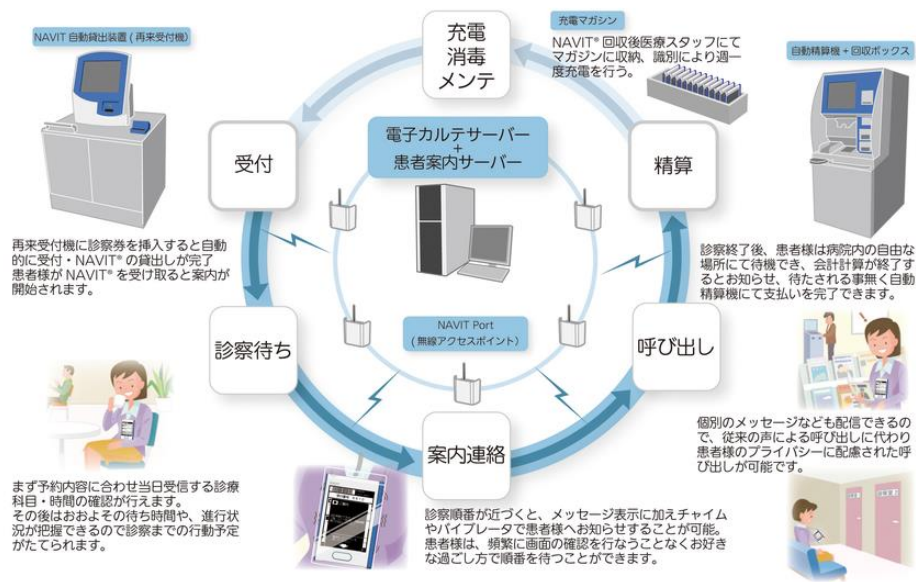 NAVIT 自動貸出装置 (再来受付機)
充電
消毒
メンテ
充電マガジン
NAVIT® 回収後医療スタッフにて
マガジンに収納、識別により週一
度充電を行う。
自動精算機 + 回収ボックス
電子カルテサーバー
+
患者案内サーバー
受付
精算
再来受付機に診察券を挿入すると自動
的に受付・NAVIT® の貸出しが完了
患者様が NAVIT® を受け取ると案内が
開始されます。
診察終了後、患者様は病院内の自由な
場所にて待機でき、会計計算が終了す
るとお知らせ、待たされる事無く自動
精算機にて支払いを完了できます。
NAVIT Port
(無線アクセスポイント)
診察待ち
呼び出し
個別のメッセージなども配信できるの
で、従来の声による呼び出しに代わり
患者様のプライバシーに配慮された呼
び出しが可能です。
案内連絡
まず予約内容に合わせ当日受信する診療
科目・時間の確認が行えます。
その後はおおよその待ち時間や、進行状
況が把握できるので診察までの行動予定
がたてられます。
診察順番が近づくと、メッセージ表示に加えチャイム
やバイブレータで患者様へお知らせすることが可能。
患者様は、頻繁に画面の確認を行なうことなくお好き
な過ごし方で順番を待つことができます。